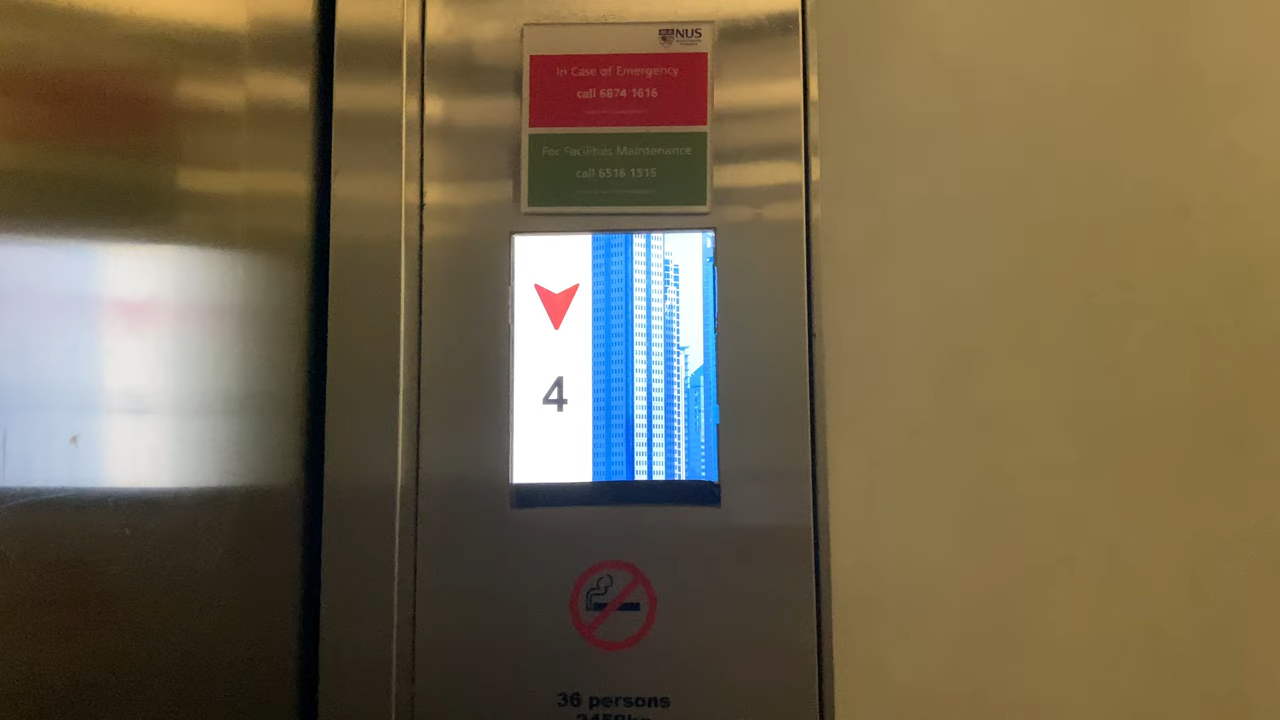 NUS
In Case of Emergency
call 6874 1616
For Facilities Maintenance
call 6516 1515
4
36 persons